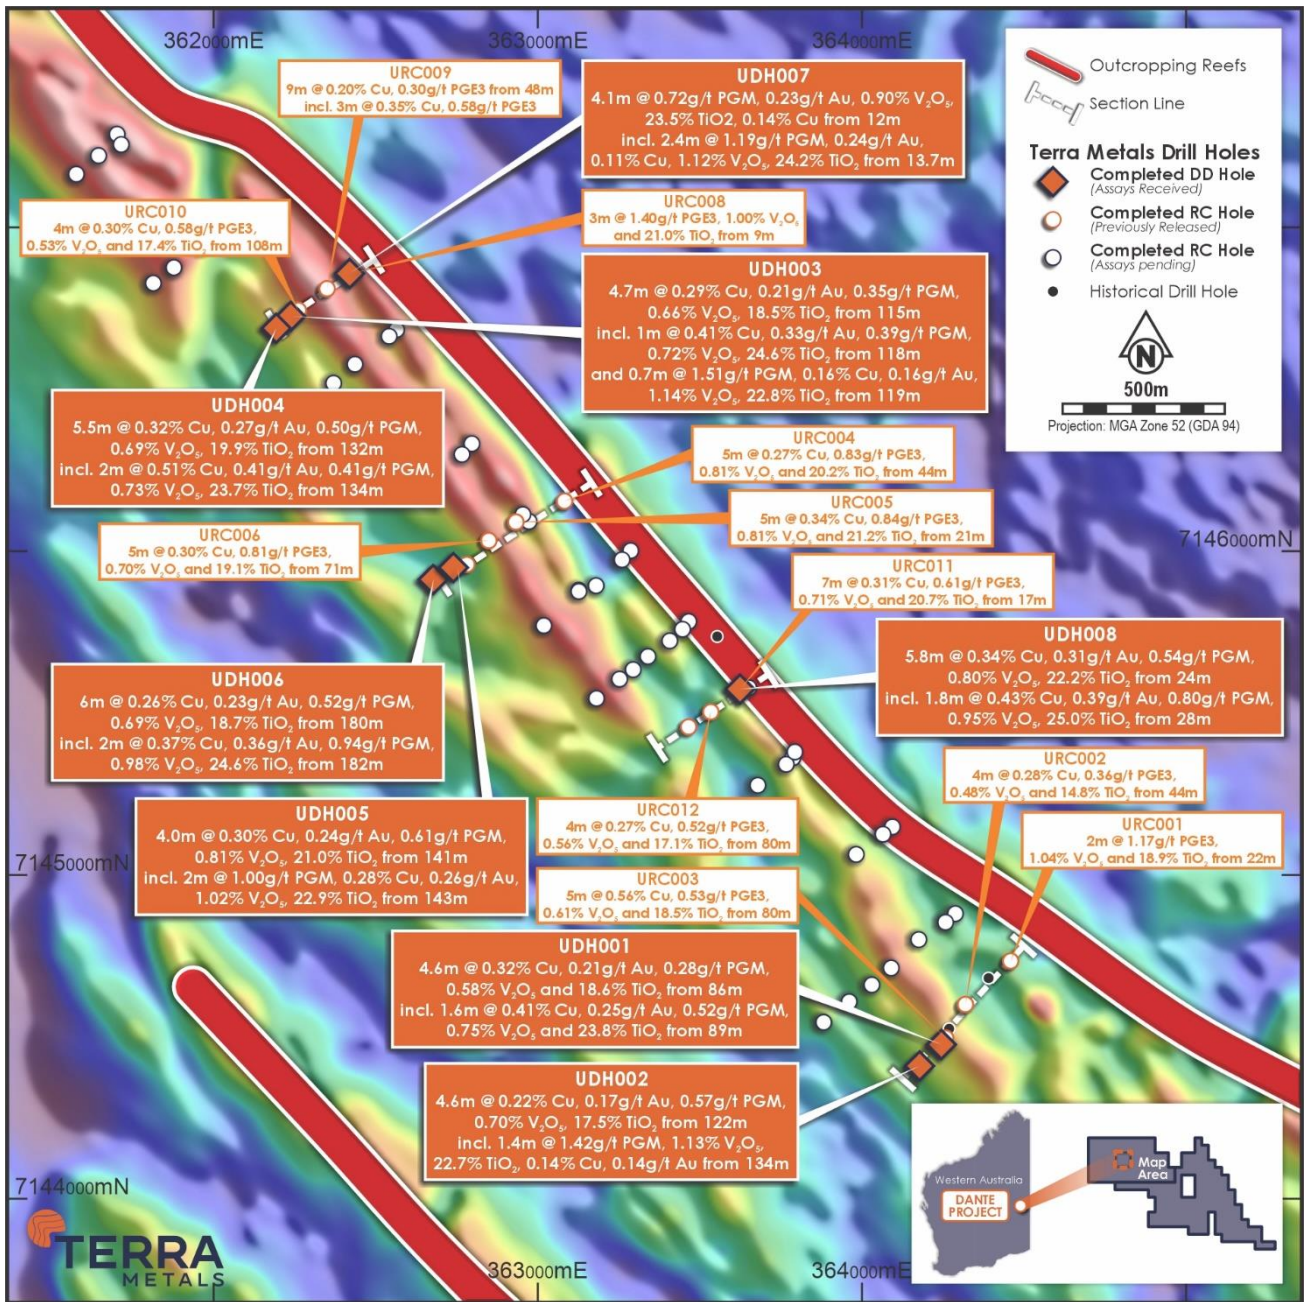 362000mE
363000mE
364000mE
URC009
9m @ 0.20% Cu, 0.30g/t PGE3 from 48m
incl. 3m @ 0.35% Cu, 0.58g/t PGE3
UDH007
4.1m @ 0.72g/t PGM, 0.23g/t Au, 0.90% V₂O₅,
23.5% TiO2, 0.14% Cu from 12m
incl. 2.4m @ 1.19g/t PGM, 0.24g/t Au,
0.11% Cu, 1.12% V₂O₅, 24.2% TiO₂ from 13.7m
Outcropping Reefs
Section Line
Terra Metals Drill Holes
Completed DD Hole
(Assays Received)
Completed RC Hole
(Previously Released)
Completed RC Hole
(Assays pending)
Historical Drill Hole
N
500m
Projection: MGA Zone 52 (GDA 94)
URC010
4m @ 0.30% Cu, 0.58g/t PGE3,
0.53% V₂O₅ and 17.4% TiO₂ from 108m
URC008
3m @ 1.40g/t PGE3, 1.00% V₂O₅
and 21.0% TiO₂ from 9m
UDH003
4.7m @ 0.29% Cu, 0.21g/t Au, 0.35g/t PGM,
0.66% V₂O₅, 18.5% TiO₂ from 115m
incl. 1m @ 0.41% Cu, 0.33g/t Au, 0.39g/t PGM,
0.72% V₂O₅, 24.6% TiO₂ from 118m
and 0.7m @ 1.51g/t PGM, 0.16% Cu, 0.16g/t Au,
1.14% V₂O₅, 22.8% TiO₂ from 119m
UDH004
5.5m @ 0.32% Cu, 0.27g/t Au, 0.50g/t PGM,
0.69% V₂O₅, 19.9% TiO₂ from 132m
incl. 2m @ 0.51% Cu, 0.41g/t Au, 0.41g/t PGM,
0.73% V₂O₅, 23.7% TiO₂ from 134m
URC004
5m @ 0.27% Cu, 0.83g/t PGE3,
0.81% V₂O₅ and 20.2% TiO₂ from 44m
URC005
5m @ 0.34% Cu, 0.84g/t PGE3,
0.81% V₂O₅ and 21.2% TiO₂ from 21m
URC006
5m @ 0.30% Cu, 0.81g/t PGE3,
0.70% V₂O₅ and 19.1% TiO₂ from 71m
7146000mN
URC011
7m @ 0.31% Cu, 0.61g/t PGE3,
0.71% V₂O₅ and 20.7% TiO₂ from 17m
UDH008
5.8m @ 0.34% Cu, 0.31g/t Au, 0.54g/t PGM,
0.80% V₂O₅, 22.2% TiO₂ from 24m
incl. 1.8m @ 0.43% Cu, 0.39g/t Au, 0.80g/t PGM,
0.95% V₂O₅, 25.0% TiO₂ from 28m
UDH006
6m @ 0.26% Cu, 0.23g/t Au, 0.52g/t PGM,
0.69% V₂O₅, 18.7% TiO₂ from 180m
incl. 2m @ 0.37% Cu, 0.36g/t Au, 0.94g/t PGM,
0.98% V₂O₅, 24.6% TiO₂ from 182m
URC002
4m @ 0.28% Cu, 0.36g/t PGE3,
0.48% V₂O₅ and 14.8% TiO₂ from 44m
UDH005
4.0m @ 0.30% Cu, 0.24g/t Au, 0.61g/t PGM,
0.81% V₂O₅, 21.0% TiO₂ from 141m
incl. 2m @ 1.00g/t PGM, 0.28% Cu, 0.26g/t Au,
1.02% V₂O₅, 22.9% TiO₂ from 143m
URC012
4m @ 0.27% Cu, 0.52g/t PGE3,
0.56% V₂O₅ and 17.1% TiO₂ from 80m
URC001
2m @ 1.17g/t PGE3,
1.04% V₂O₅ and 18.9% TiO₂ from 22m
7145000mN
URC003
5m @ 0.56% Cu, 0.53g/t PGE3,
0.61% V₂O₅ and 18.5% TiO₂ from 80m
UDH001
4.6m @ 0.32% Cu, 0.21g/t Au, 0.28g/t PGM,
0.58% V₂O₅ and 18.6% TiO₂ from 86m
incl. 1.6m @ 0.41% Cu, 0.25g/t Au, 0.52g/t PGM,
0.75% V₂O₅ and 23.8% TiO₂ from 89m
UDH002
4.6m @ 0.22% Cu, 0.17g/t Au, 0.57g/t PGM,
0.70% V₂O₅, 17.5% TiO₂ from 122m
incl. 1.4m @ 1.42g/t PGM, 1.13% V₂O₅,
22.7% TiO₂, 0.14% Cu, 0.14g/t Au from 134m
7144000mN
Western Australia
DANTE
PROJECT
Map
Area
TERRA
METALS
363000mE
364000mE